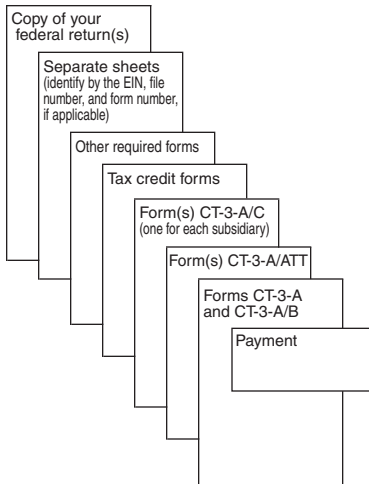 Copy of your
federal return(s)
Separate sheets
(identify by the EIN, file
number, and form number,
if applicable)
Other required forms
Tax credit forms
Form(s) CT-3-A/C
(one for each subsidiary)
Form(s) CT-3-A/ATT
Forms CT-3-A
and CT-3-A/B
Payment